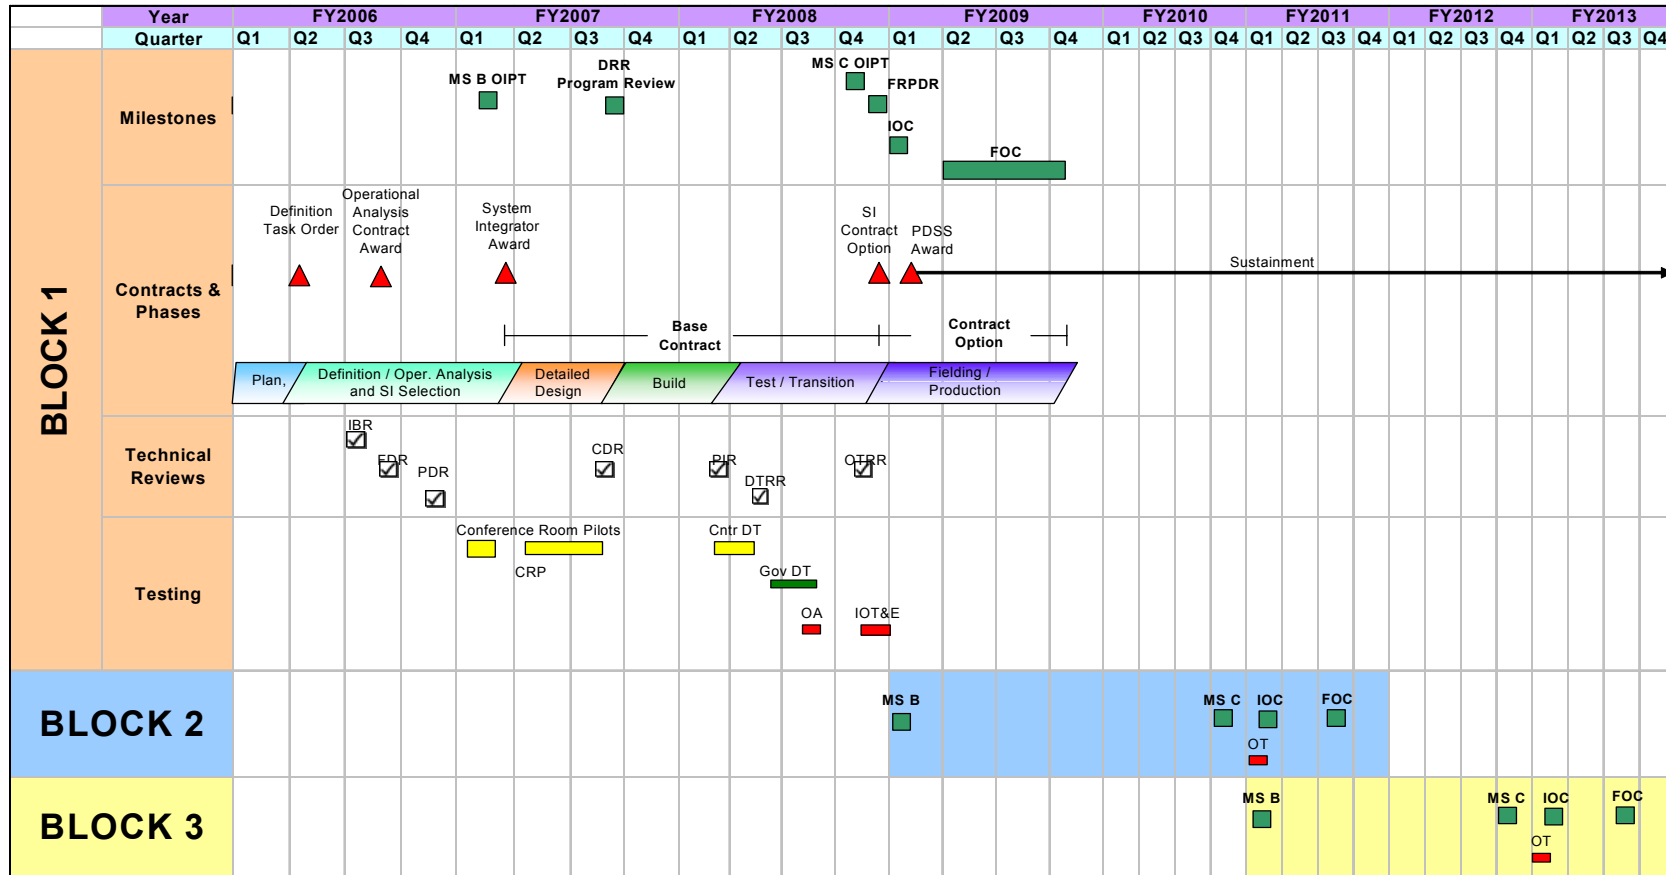 Year FY2006 FY2007 FY2008 FY2009 FY2010 FY2011 FY2012 FY2013
Quarter Q1 Q2 Q3 Q4 Q1 Q2 Q3 Q4 Q1 Q2 Q3 Q4 Q1 Q2 Q3 Q4 Q1 Q2 Q3 Q4 Q1 Q2 Q3 Q4 Q1 Q2 Q3 Q4 Q1 Q2 Q3 Q4
BLOCK 1
Milestones
MS B OIPT
DRR
Program Review
MS C OIPT
FRPDR
IOC
FOC
Contracts &
Phases
Definition
Task Order
Operational
Analysis
Contract
Award
System
Integrator
Award
SI
Contract
Option
PDSS
Award
Sustainment
Base
Contract
Contract
Option
Plan,
Definition / Oper. Analysis
and SI Selection
Detailed
Design
Build
Test / Transition
Fielding /
Production
Technical
Reviews
IBR
FDR
PDR
CDR
PIR
DTRR
OTRR
Testing
Conference Room Pilots
CRP
Cntr DT
Gov DT
OA
IOT&E
BLOCK 2
MS B
MS C
IOC
FOC
OT
BLOCK 3
MS B
MS C
IOC
FOC
OT